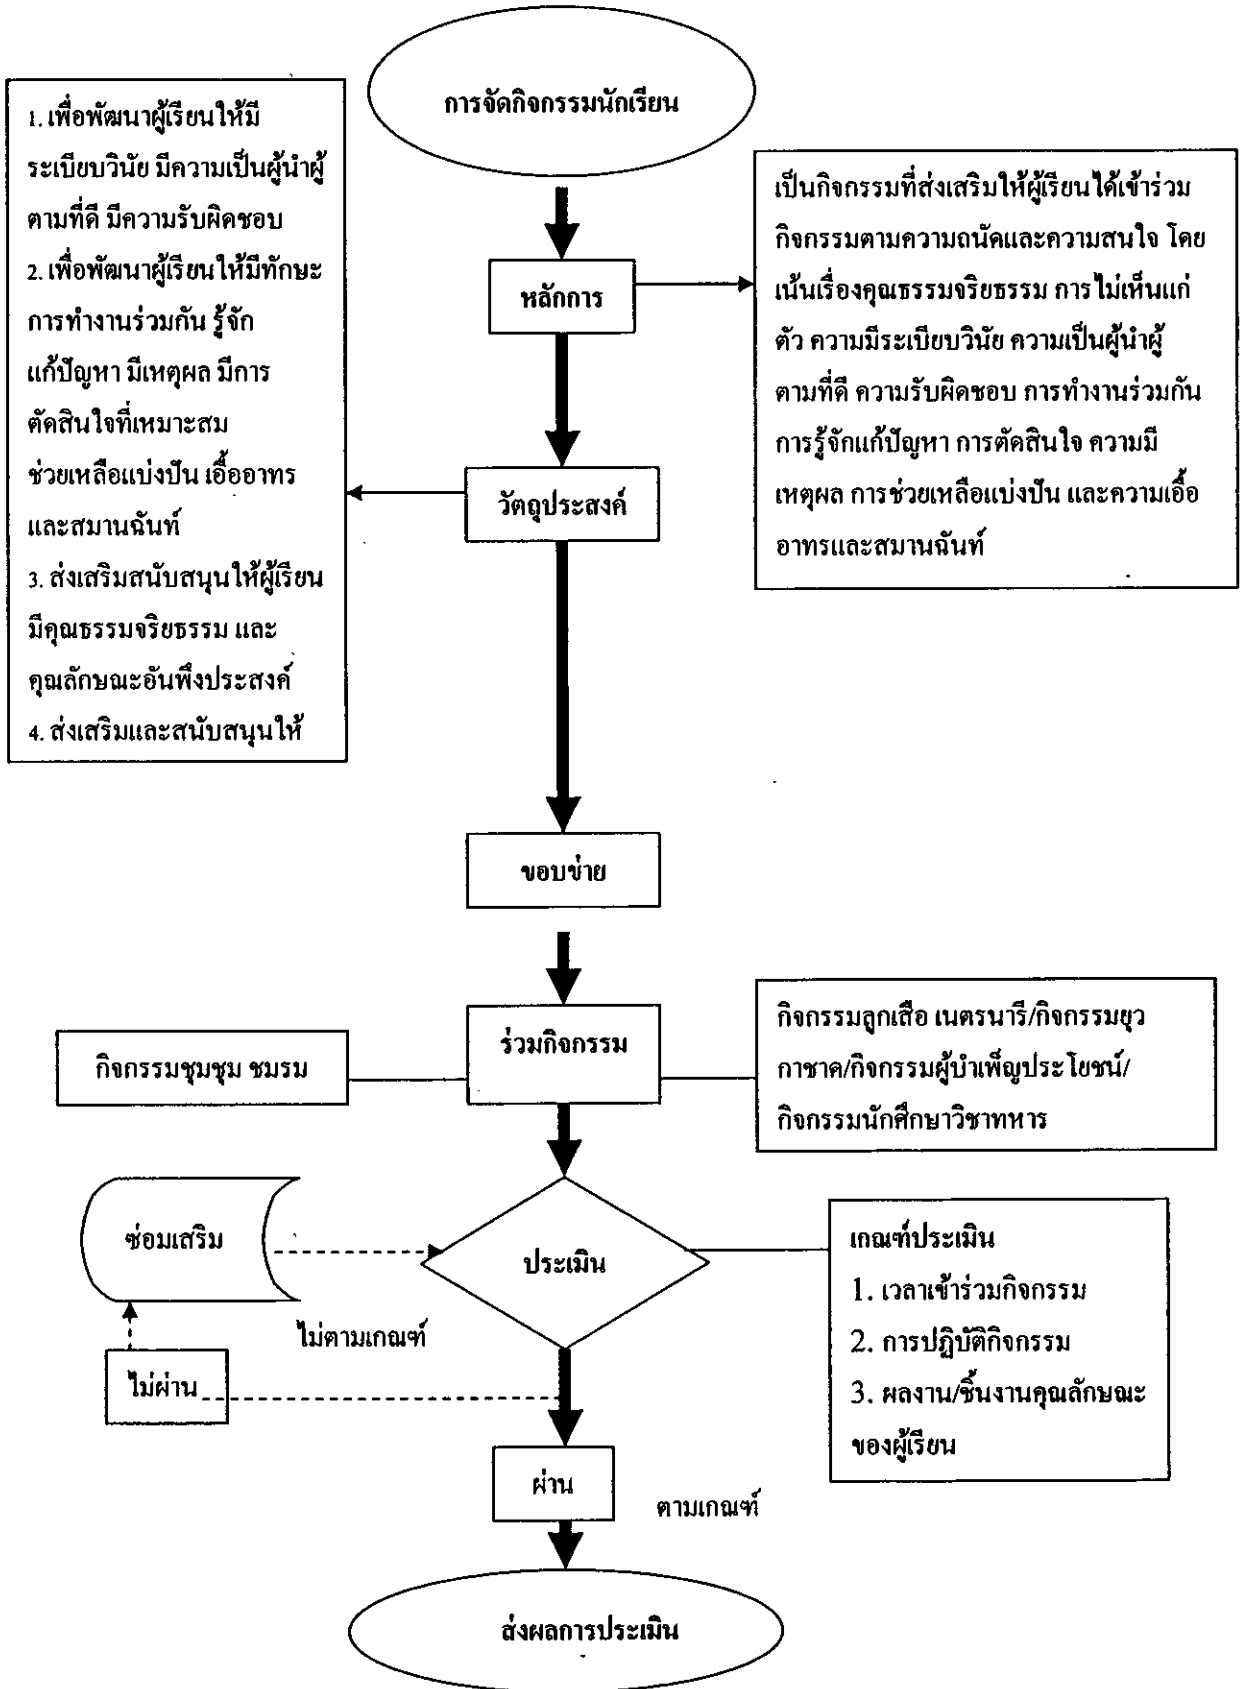 การจัดกิจกรรมนักเรียน
1. เพื่อพัฒนาผู้เรียนให้มี
ระเบียบวินัย มีความเป็นผู้นำผู้
ตามที่ดี มีความรับผิดชอบ
2. เพื่อพัฒนาผู้เรียนให้มีทักษะ
การทำงานร่วมกัน รู้จัก
แก้ปัญหา มีเหตุผล มีการ
ตัดสินใจที่เหมาะสม
ช่วยเหลือแบ่งปัน เอื้ออาทร
และสมานฉันท์
3. ส่งเสริมสนับสนุนให้ผู้เรียน
มีคุณธรรมจริยธรรม และ
คุณลักษณะอันพึงประสงค์
4. ส่งเสริมและสนับสนุนให้
หลักการ
เป็นกิจกรรมที่ส่งเสริมให้ผู้เรียนได้เข้าร่วม
กิจกรรมตามความถนัดและความสนใจ โดย
เน้นเรื่องคุณธรรมจริยธรรม การไม่เห็นแก่
ตัว ความมีระเบียบวินัย ความเป็นผู้นำผู้
ตามที่ดี ความรับผิดชอบ การทำงานร่วมกัน
การรู้จักแก้ปัญหา การตัดสินใจ ความมี
เหตุผล การช่วยเหลือแบ่งปัน และความเอื้อ
อาทรและสมานฉันท์
วัตถุประสงค์
ขอบข่าย
ร่วมกิจกรรม
กิจกรรมชุมชุม ชมรม
กิจกรรมลูกเสือ เนตรนารี/กิจกรรมยุว
กาชาด/กิจกรรมผู้บำเพ็ญประโยชน์/
กิจกรรมนักศึกษาวิชาทหาร
ซ่อมเสริม
ประเมิน
เกณฑ์ประเมิน
1. เวลาเข้าร่วมกิจกรรม
2. การปฏิบัติกิจกรรม
3. ผลงาน/ชิ้นงานคุณลักษณะ
ของผู้เรียน
ไม่ตามเกณฑ์
ไม่ผ่าน
ผ่าน
ตามเกณฑ์
ส่งผลการประเมิน